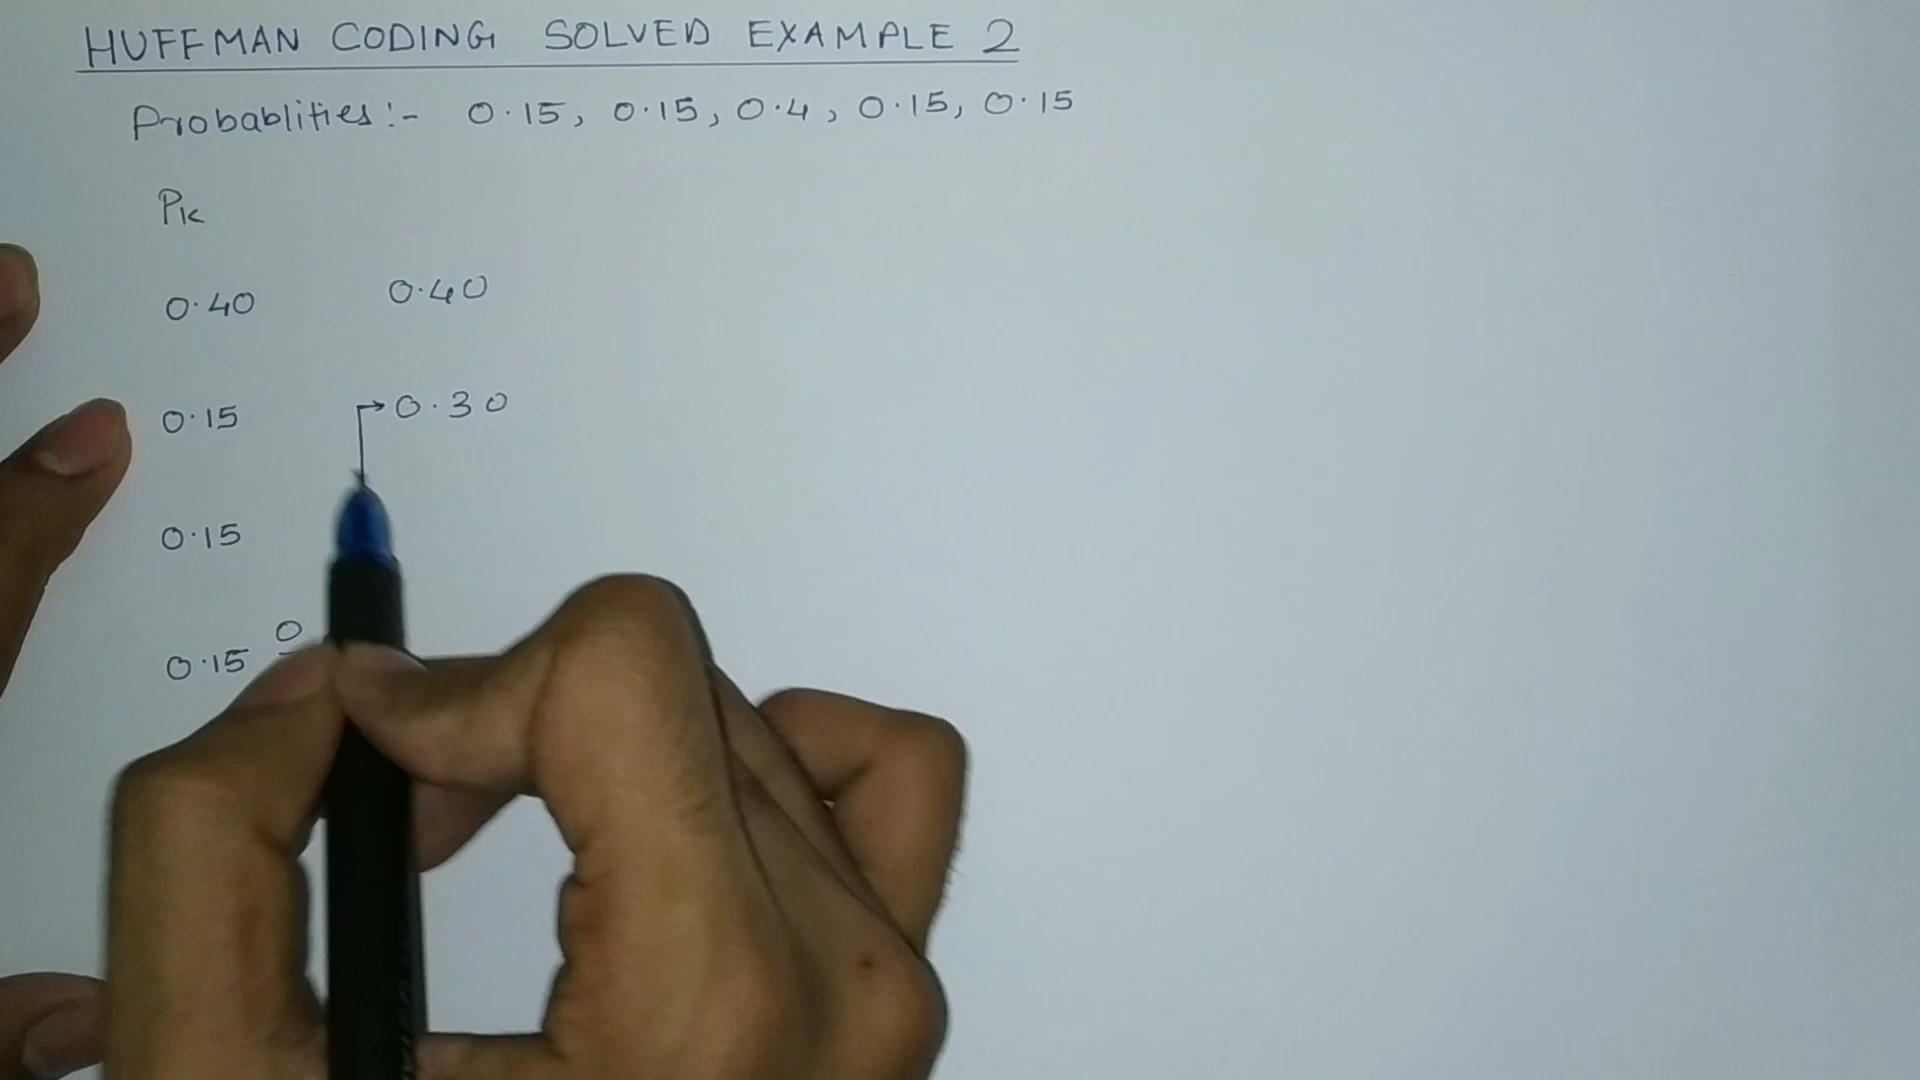 HUFFMAN CODING SOLVED EXAMPLE 2
Probablities:- 0.15, 0.15, 0.4, 0.15, 0.15
Pk
0.40 0.40
0.15 0.30
0.15
0.15 0